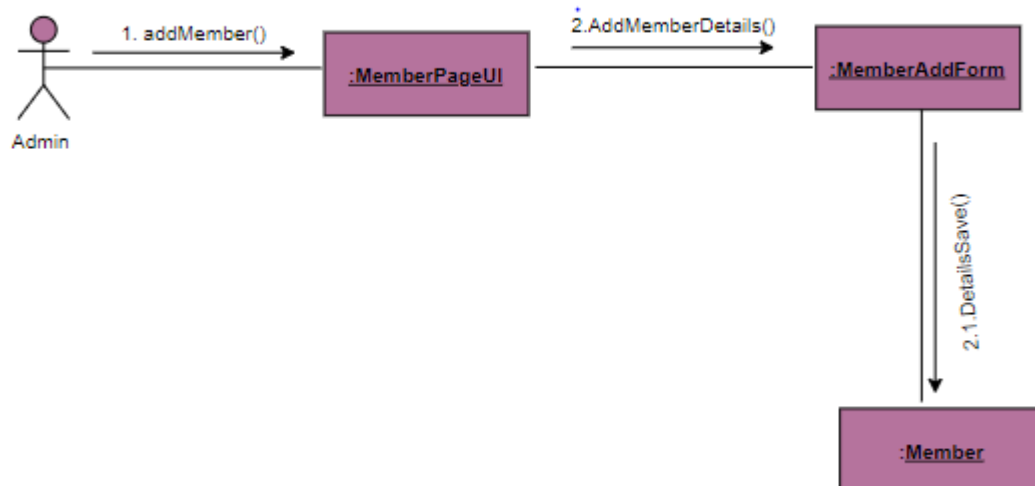 1. addMember()
2.AddMemberDetails()
:MemberPageUI
:MemberAddForm
Admin
2.1.DetailsSave()
:Member